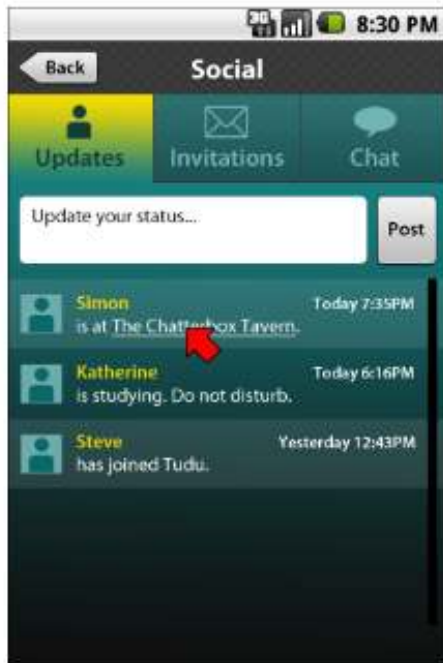 3G 8:30 PM
Back Social
Updates Invitations Chat
Update your status...
Post
Simon Today 7:35PM
is at The Chatterbox Tavern.
Katherine Today 6:16PM
is studying. Do not disturb.
Steve Yesterday 12:43PM
has joined Tudu.